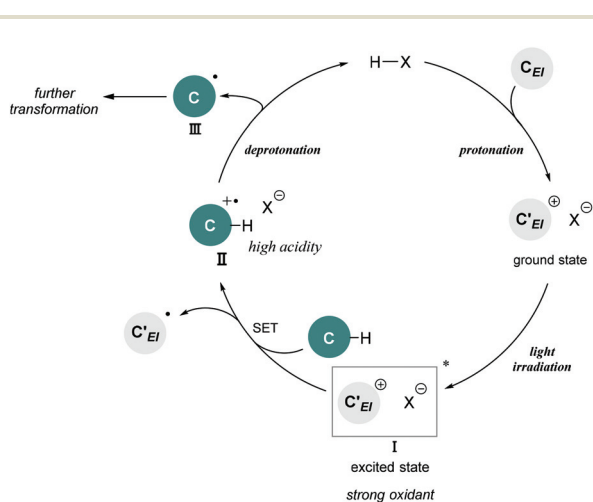 H—X
C_EI
further
transformation
C•
III
deprotonation
protonation
+•
C—H
X⊖
high acidity
II
C'_EI ⊕ X⊖
ground state
C'_EI •
SET
C—H
light
irradiation
*
C'_EI ⊕ X⊖
I
excited state
strong oxidant